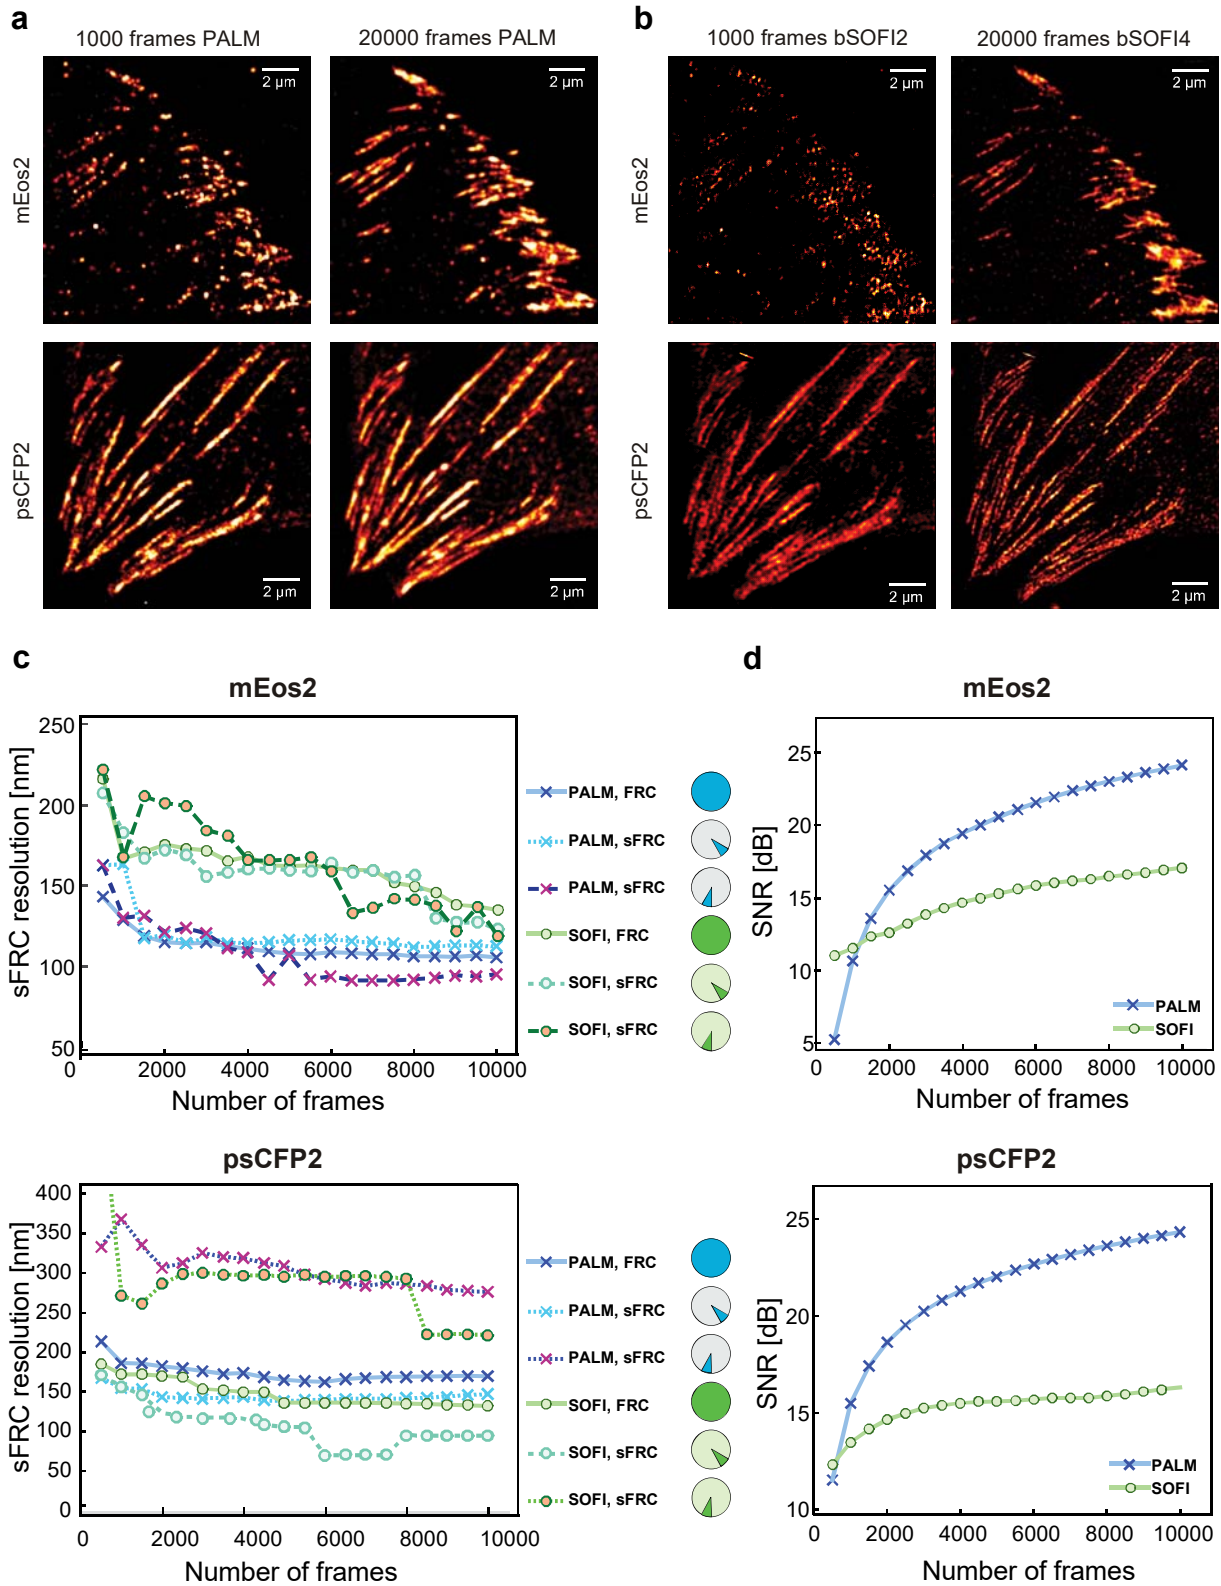 a
b
1000 frames PALM
20000 frames PALM
1000 frames bSOFI2
20000 frames bSOFI4
mEos2
2 µm
2 µm
mEos2
2 µm
2 µm
psCFP2
2 µm
2 µm
psCFP2
2 µm
2 µm
c
mEos2
sFRC resolution [nm]
250
200
150
100
50
0
2000
4000
6000
8000
10000
Number of frames
PALM, FRC
PALM, sFRC
PALM, sFRC
SOFI, FRC
SOFI, sFRC
SOFI, sFRC
d
mEos2
SNR [dB]
25
20
15
10
5
0
2000
4000
6000
8000
10000
Number of frames
PALM
SOFI
psCFP2
sFRC resolution [nm]
400
350
300
250
200
150
100
50
0
0
2000
4000
6000
8000
10000
Number of frames
PALM, FRC
PALM, sFRC
PALM, sFRC
SOFI, FRC
SOFI, sFRC
SOFI, sFRC
psCFP2
SNR [dB]
25
20
15
10
0
2000
4000
6000
8000
10000
Number of frames
PALM
SOFI